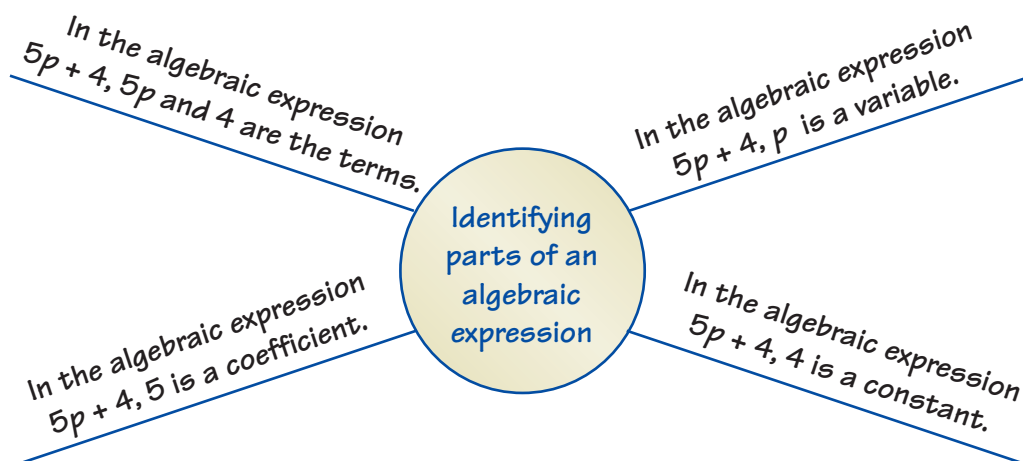 In the algebraic expression
5p + 4, 5p and 4 are the terms.
In the algebraic expression
5p + 4, p is a variable.
Identifying
parts of an
algebraic
expression
In the algebraic expression
5p + 4, 5 is a coefficient.
In the algebraic expression
5p + 4, 4 is a constant.